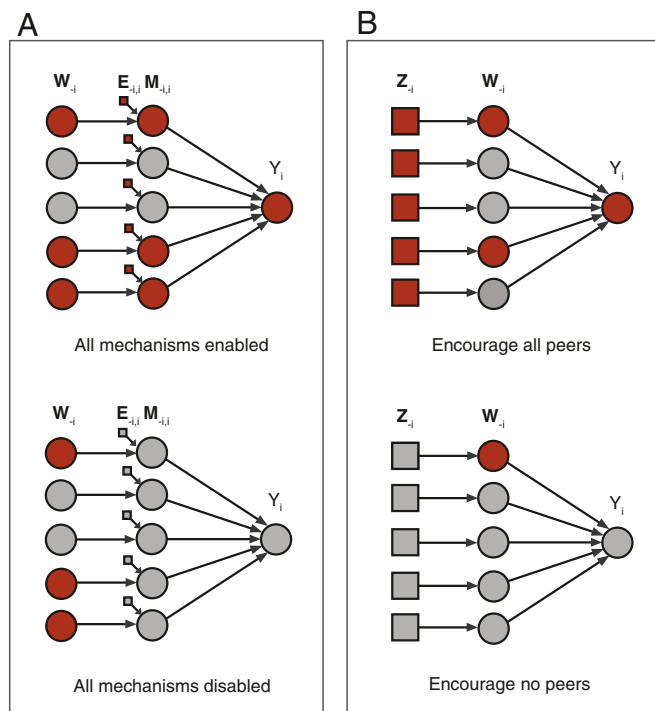 A
W-i E-i,i M-i,i
Yi
All mechanisms enabled
W-i E-i,i M-i,i
Yi
All mechanisms disabled
B
Z-i W-i
Yi
Encourage all peers
Z-i W-i
Yi
Encourage no peers